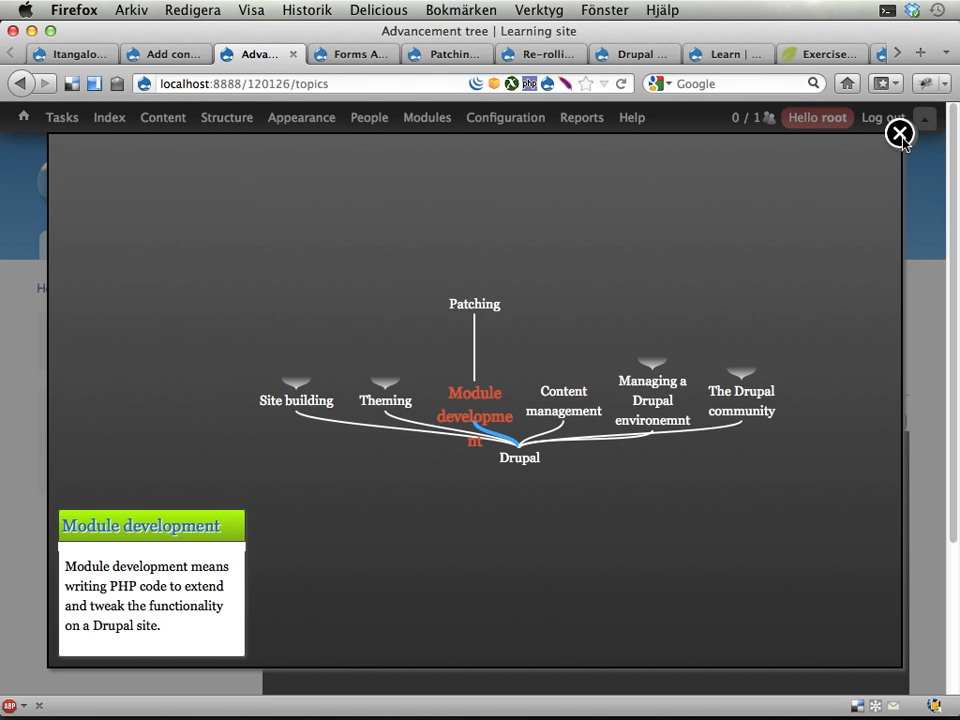 Firefox Arkiv Redigera Visa Historik Delicious Bokmärken Verktyg Fönster Hjälp
Advancement tree | Learning site
Itangalo... Add con... Adva... Forms A... Patchin... Re-rolli... Drupal ... Learn | ... Exercise...
localhost:8888/120126/topics php Google
Tasks Index Content Structure Appearance People Modules Configuration Reports Help 0 / 1 Hello root Log out
Patching
Site building
Theming
Module
developme
nt
Content
management
Managing a
Drupal
environemnt
The Drupal
community
Drupal
Module development
Module development means
writing PHP code to extend
and tweak the functionality
on a Drupal site.
ABP